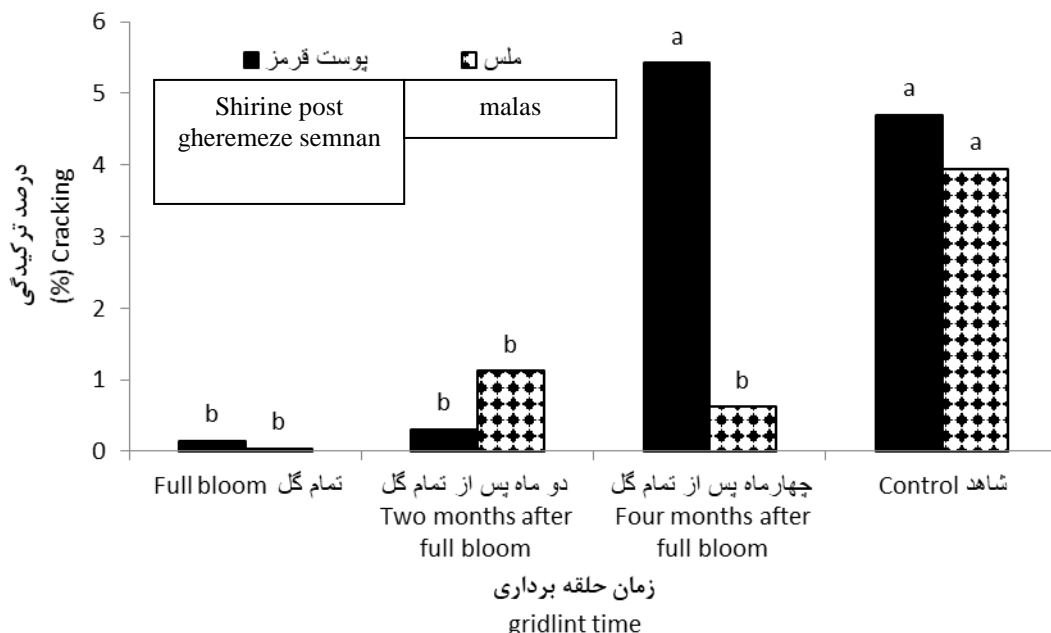 6
5
4
3
2
1
0
درصد ترکیدگی
(%) Cracking
پوست قرمز
ملس
Shirine post
gheremeze semnan
malas
b
b
b
b
a
b
a
a
Full bloom تمام گل
دو ماه پس از تمام گل
Two months after
full bloom
چهارماه پس از تمام گل
Four months after
full bloom
Control شاهد
زمان حلقه برداری
gridlint time